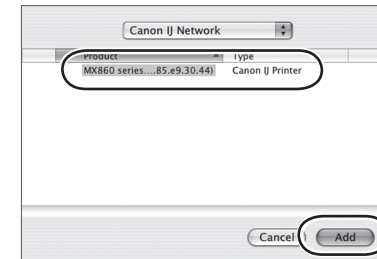 Canon IJ Network
Product Type
MX860 series....85.e9.30.44) Canon IJ Printer
Cancel Add